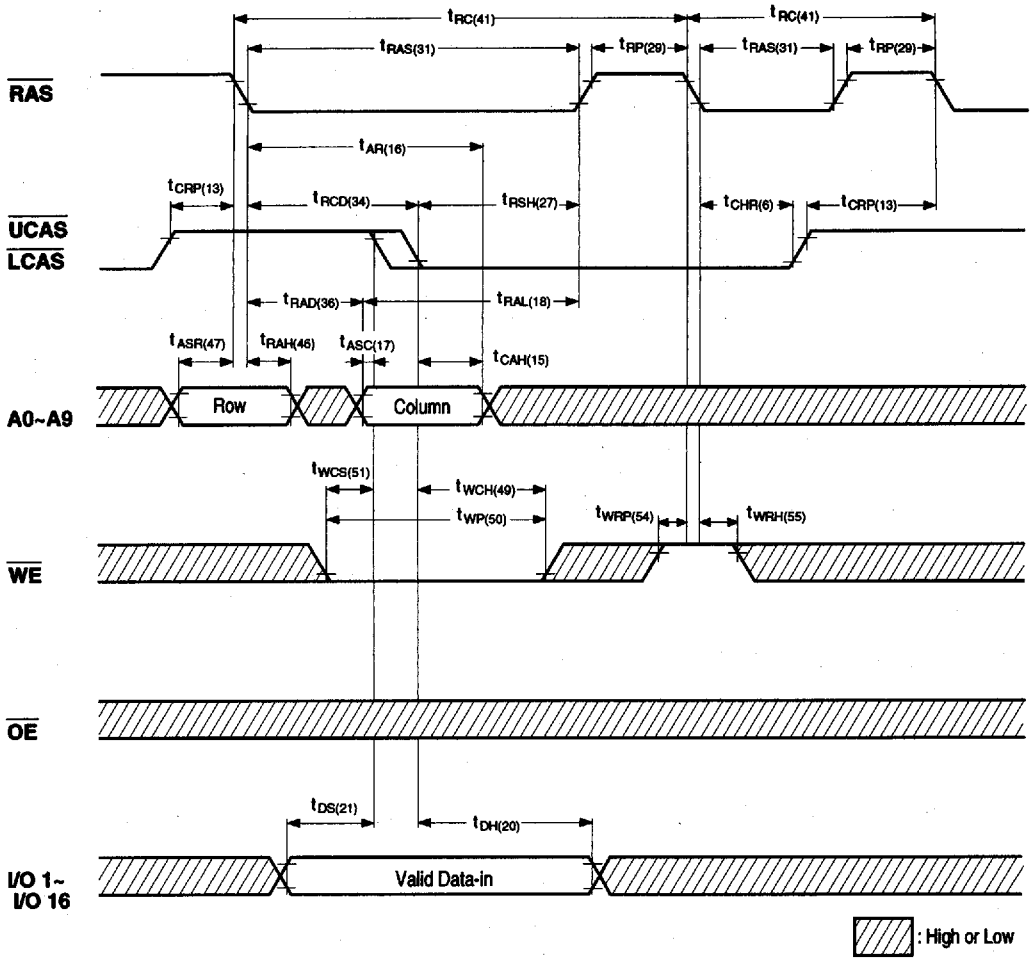 tRC(41) tRC(41)
tRAS(31) tRP(29) tRAS(31) tRP(29)
RAS
tAR(16)
tCRP(13) tRCD(34) tRSH(27) tCHR(6) tCRP(13)
UCAS
LCAS
tRAD(36) tRAL(18)
tASR(47) tRAH(46) tASC(17) tCAH(15)
A0~A9 Row Column
tWCS(51) tWCH(49)
tWP(50) tWRP(54) tWRH(55)
WE
OE
tDS(21) tDH(20)
I/O 1~ Valid Data-in
I/O 16
: High or Low